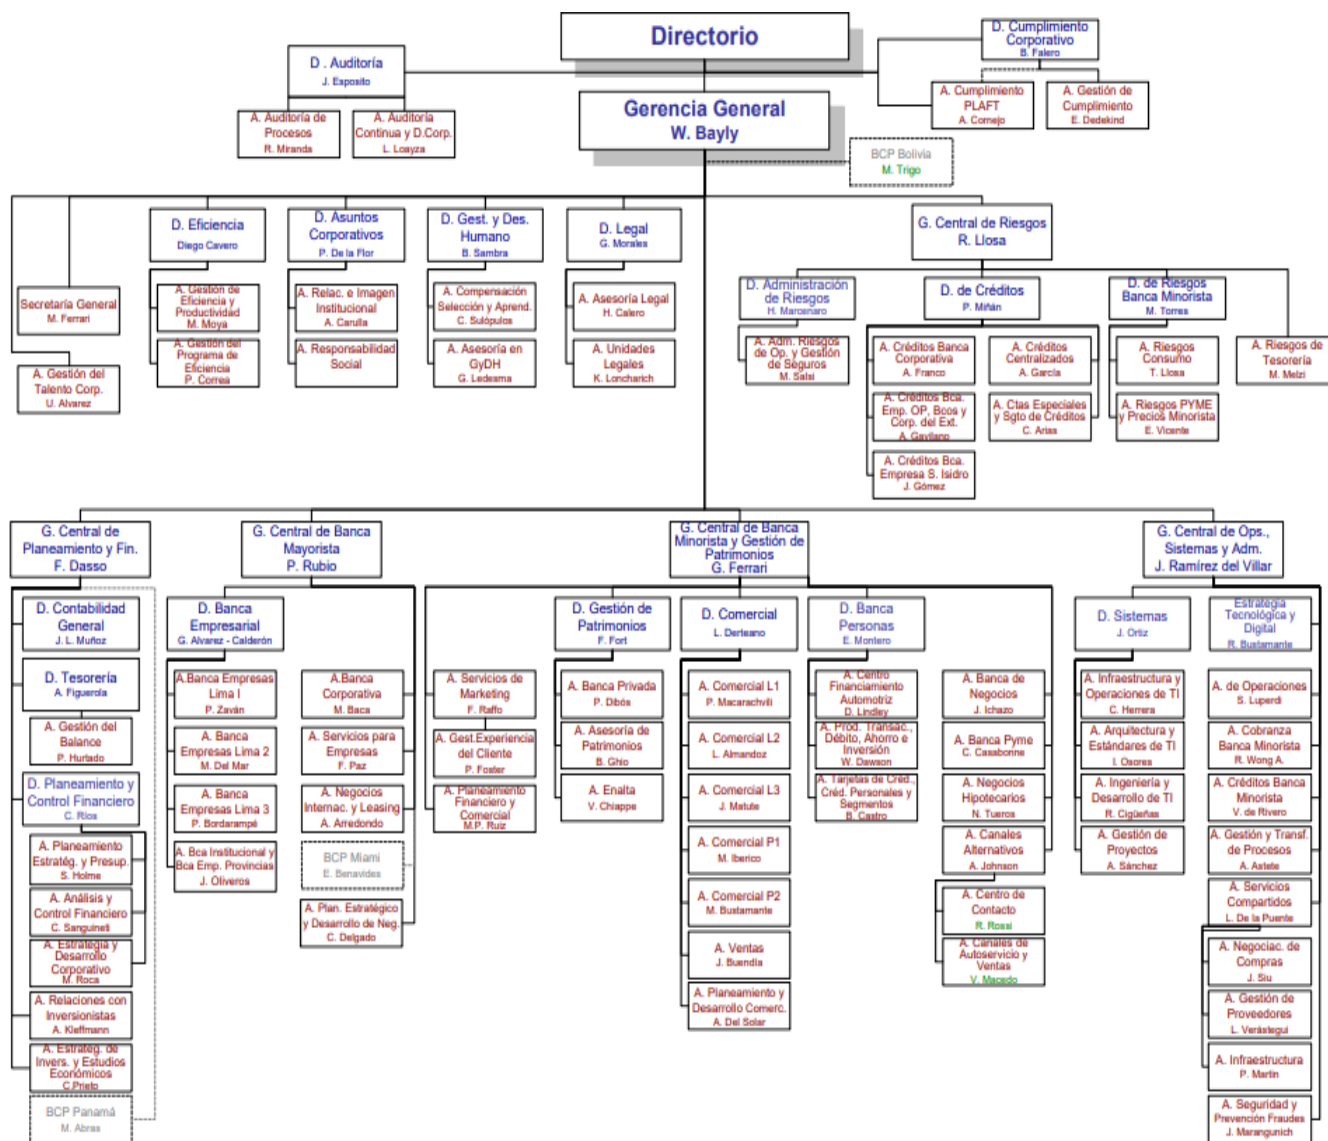 Directorio
D. Cumplimiento
Corporativo
B. Falero
D . Auditoría
J. Esposito
A. Cumplimiento
PLAFT
A. Cornejo
A. Gestión de
Cumplimiento
E. Dedekind
Gerencia General
W. Bayly
A. Auditoría de
Procesos
R. Miranda
A. Auditoría
Continua y D.Corp.
L. Loayza
BCP Bolivia
M. Trigo
D. Eficiencia
Diego Cavero
D. Asuntos
Corporativos
P. De la Flor
D. Gest. y Des.
Humano
B. Sambra
D. Legal
G. Morales
G. Central de Riesgos
R. Llosa
Secretaría General
M. Ferrari
A. Gestión de
Eficiencia y
Productividad
M. Moya
A. Relac. e Imagen
Institucional
A. Carulla
A. Compensación
Selección y Aprend.
C. Sulópulos
A. Asesoría Legal
H. Calero
D. Administración
de Riesgos
H. Marcenaro
D. de Créditos
P. Miñán
D. de Riesgos
Banca Minorista
M. Torres
A. Gestión del
Talento Corp.
U. Alvarez
A. Gestión del
Programa de
Eficiencia
P. Correa
A. Responsabilidad
Social
A. Asesoría en
GyDH
G. Ledesma
A. Unidades
Legales
K. Loncharich
A. Adm. Riesgos
de Op. y Gestión
de Seguros
M. Salsi
A. Créditos Banca
Corporativa
A. Franco
A. Créditos
Centralizados
A. García
A. Riesgos
Consumo
T. Llosa
A. Riesgos de
Tesorería
M. Melzi
A. Créditos Bca.
Emp. OP, Bcos y
Corp. del Ext.
A. Gavilano
A. Ctas Especiales
y Sgto de Créditos
C. Arias
A. Riesgos PYME
y Precios Minorista
E. Vicente
A. Créditos Bca.
Empresa S. Isidro
J. Gómez
G. Central de
Planeamiento y Fin.
F. Dasso
G. Central de Banca
Mayorista
P. Rubio
G. Central de Banca
Minorista y Gestión de
Patrimonios
G. Ferrari
G. Central de Ops.,
Sistemas y Adm.
J. Ramírez del Villar
D. Contabilidad
General
J. L. Muñoz
D. Tesorería
A. Figuerola
A. Gestión del
Balance
P. Hurtado
D. Planeamiento y
Control Financiero
C. Ríos
A. Planeamiento
Estratég. y Presup.
S. Holme
A. Análisis y
Control Financiero
C. Sanguineti
A. Estrategia y
Desarrollo
Corporativo
M. Roca
A. Relaciones con
Inversionistas
A. Kleffmann
A. Estrateg. de
Invers. y Estudios
Económicos
C.Prieto
BCP Panamá
M. Abras
D. Banca
Empresarial
G. Alvarez - Calderón
A.Banca Empresas
Lima I
P. Zaván
A. Banca
Empresas Lima 2
M. Del Mar
A. Banca
Empresas Lima 3
P. Bordarampé
A. Bca Institucional y
Bca Emp. Provincias
J. Oliveros
A.Banca
Corporativa
M. Baca
A. Servicios para
Empresas
F. Paz
A. Negocios
Internac. y Leasing
A. Arredondo
BCP Miami
E. Benavides
A. Plan. Estratégico
y Desarrollo de Neg.
C. Delgado
A. Servicios de
Marketing
F. Raffo
A. Gest.Experiencia
del Cliente
P. Foster
A. Planeamiento
Financiero y
Comercial
M.P. Ruiz
D. Gestión de
Patrimonios
F. Fort
A. Banca Privada
P. Dibós
A. Asesoría de
Patrimonios
B. Ghio
A. Enalta
V. Chiappe
D. Comercial
L. Derteano
A. Comercial L1
P. Macarachvili
A. Comercial L2
L. Almandoz
A. Comercial L3
J. Matute
A. Comercial P1
M. Iberico
A. Comercial P2
M. Bustamante
A. Ventas
J. Buendía
A. Planeamiento y
Desarrollo Comerc.
A. Del Solar
D. Banca
Personas
E. Montero
A. Centro
Financiamiento
Automotriz
D. Lindley
A. Prod. Transac.,
Débito, Ahorro e
Inversión
W. Dawson
A. Tarjetas de Créd.,
Créd. Personales y
Segmentos
B. Castro
A. Banca de
Negocios
J. Ichazo
A. Banca Pyme
C. Casabonne
A. Negocios
Hipotecarios
N. Tueros
A. Canales
Alternativos
A. Johnson
A. Centro de
Contacto
R. Rossi
A. Canales de
Autoservicio y
Ventas
V. Macedo
D. Sistemas
J. Ortiz
A. Infraestructura y
Operaciones de TI
C. Herrera
A. Arquitectura y
Estándares de TI
I. Osores
A. Ingeniería y
Desarrollo de TI
R. Cigüeñas
A. Gestión de
Proyectos
A. Sánchez
Estrategia
Tecnológica y
Digital
R. Bustamante
A. de Operaciones
S. Luperdi
A. Cobranza
Banca Minorista
R. Wong A.
A. Créditos Banca
Minorista
V. de Rivero
A. Gestión y Transf.
de Procesos
A. Astete
A. Servicios
Compartidos
L. De la Puente
A. Negociac. de
Compras
J. Siu
A. Gestión de
Proveedores
L. Verástegui
A. Infraestructura
P. Martin
A. Seguridad y
Prevención Fraudes
J. Marangunich